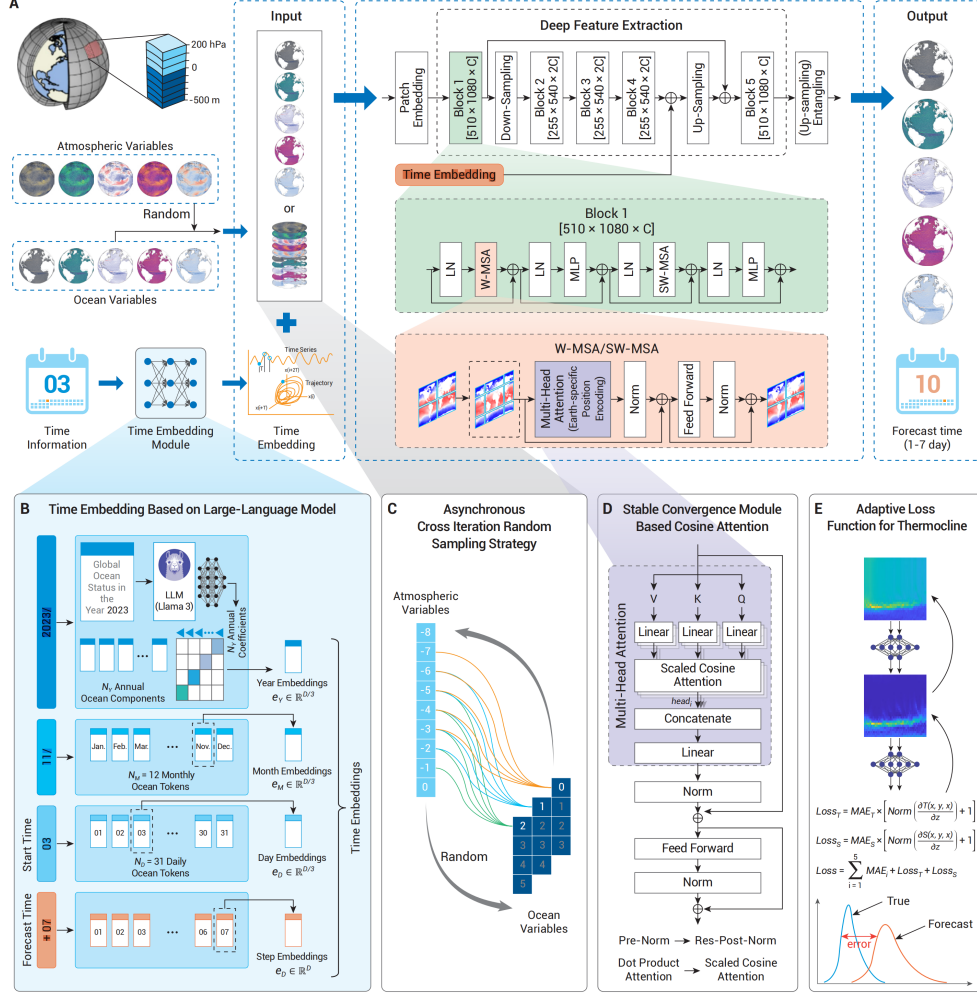 A
200 hPa
0
-500 m
Atmospheric Variables
Random
Ocean Variables
03
Time
Information
Time Embedding
Module
Input
or
Time Series
Trajectory
x(t+2T)
x(t)
x(t+T)
Time
Embedding
Deep Feature Extraction
Patch
Embedding
Block 1
[510 × 1080 × C]
Down-Sampling
Block 2
[255 × 540 × 2C]
Block 3
[255 × 540 × 2C]
Block 4
[255 × 540 × 2C]
Up-Sampling
Block 5
[510 × 1080 × C]
(Up-sampling)
Entangling
Time Embedding
Block 1
[510 × 1080 × C]
LN
W-MSA
LN
MLP
LN
SW-MSA
LN
MLP
W-MSA/SW-MSA
Multi-Head
Attention
(Earth-specific
Position
Encoding)
Norm
Feed Forward
Norm
Output
10
Forecast time
(1-7 day)
B Time Embedding Based on Large-Language Model
2023/
Global
Ocean
Status in
the
Year 2023
LLM
(Llama 3)
N_Y Annual
Coefficients
N_Y Annual
Ocean Components
Year Embeddings
e_Y ∈ ℝ^{D/3}
11/
Jan. Feb. Mar. ••• Nov. Dec.
N_M = 12 Monthly
Ocean Tokens
Month Embeddings
e_M ∈ ℝ^{D/3}
Start Time
03
01 02 03 ••• 30 31
N_D = 31 Daily
Ocean Tokens
Day Embeddings
e_D ∈ ℝ^{D/3}
Forecast Time
07
01 02 03 ••• 06 07
Step Embeddings
e_D ∈ ℝ^D
Time Embeddings
C Asynchronous
Cross Iteration Random
Sampling Strategy
Atmospheric
Variables
-8
-7
-6
-5
-4
-3
-2
-1
0
0
1 1
2 2 2
3 3 3
4 4
5
Random
Ocean
Variables
D Stable Convergence Module
Based Cosine Attention
Multi-Head Attention
V K Q
Linear Linear Linear
Scaled Cosine
Attention
head_i
Concatenate
Linear
Norm
Feed Forward
Norm
Pre-Norm → Res-Post-Norm
Dot Product Attention → Scaled Cosine Attention
E Adaptive Loss
Function for Thermocline
Loss_T = MAE_T × [Norm (∂T(x, y, x)/∂z) + 1]
Loss_S = MAE_S × [Norm (∂S(x, y, x)/∂z) + 1]
Loss = ∑_{i = 1}^{5} MAE_i + Loss_T + Loss_S
True
Forecast
error